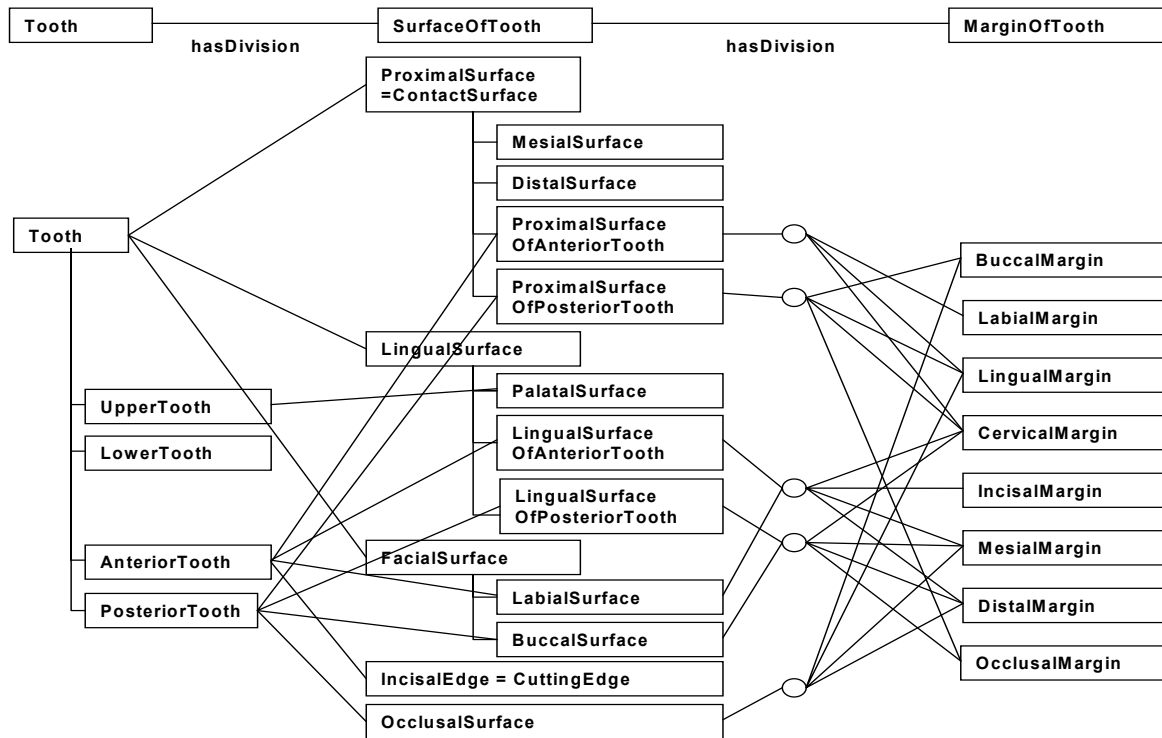 Tooth
SurfaceOfTooth
MarginOfTooth
hasDivision
hasDivision
ProximalSurface
=ContactSurface
MesialSurface
DistalSurface
ProximalSurface
OfAnteriorTooth
ProximalSurface
OfPosteriorTooth
Tooth
LingualSurface
PalatalSurface
LingualSurface
OfAnteriorTooth
LingualSurface
OfPosteriorTooth
UpperTooth
LowerTooth
AnteriorTooth
PosteriorTooth
FacialSurface
LabialSurface
BuccalSurface
IncisalEdge = CuttingEdge
OcclusalSurface
BuccalMargin
LabialMargin
LingualMargin
CervicalMargin
IncisalMargin
MesialMargin
DistalMargin
OcclusalMargin